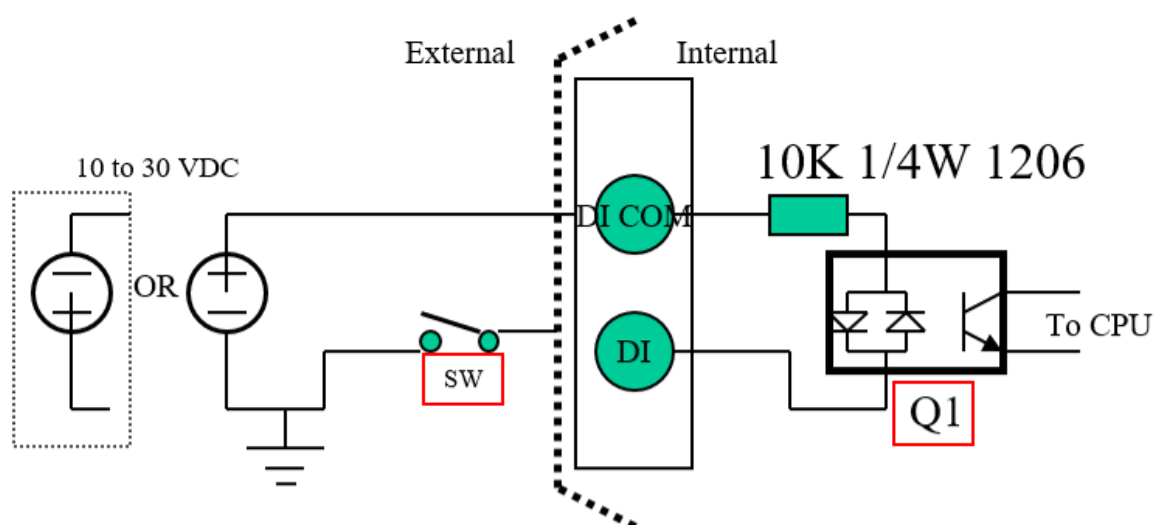 External
Internal
10 to 30 VDC
10K 1/4W 1206
DI COM
OR
DI
To CPU
SW
Q1